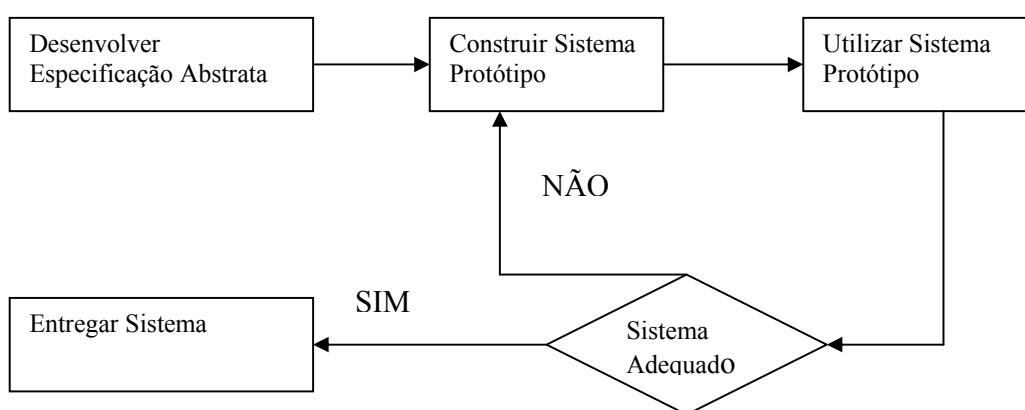 Desenvolver
Especificação Abstrata
Construir Sistema
Protótipo
Utilizar Sistema
Protótipo
NÃO
SIM
Entregar Sistema
Sistema
Adequado